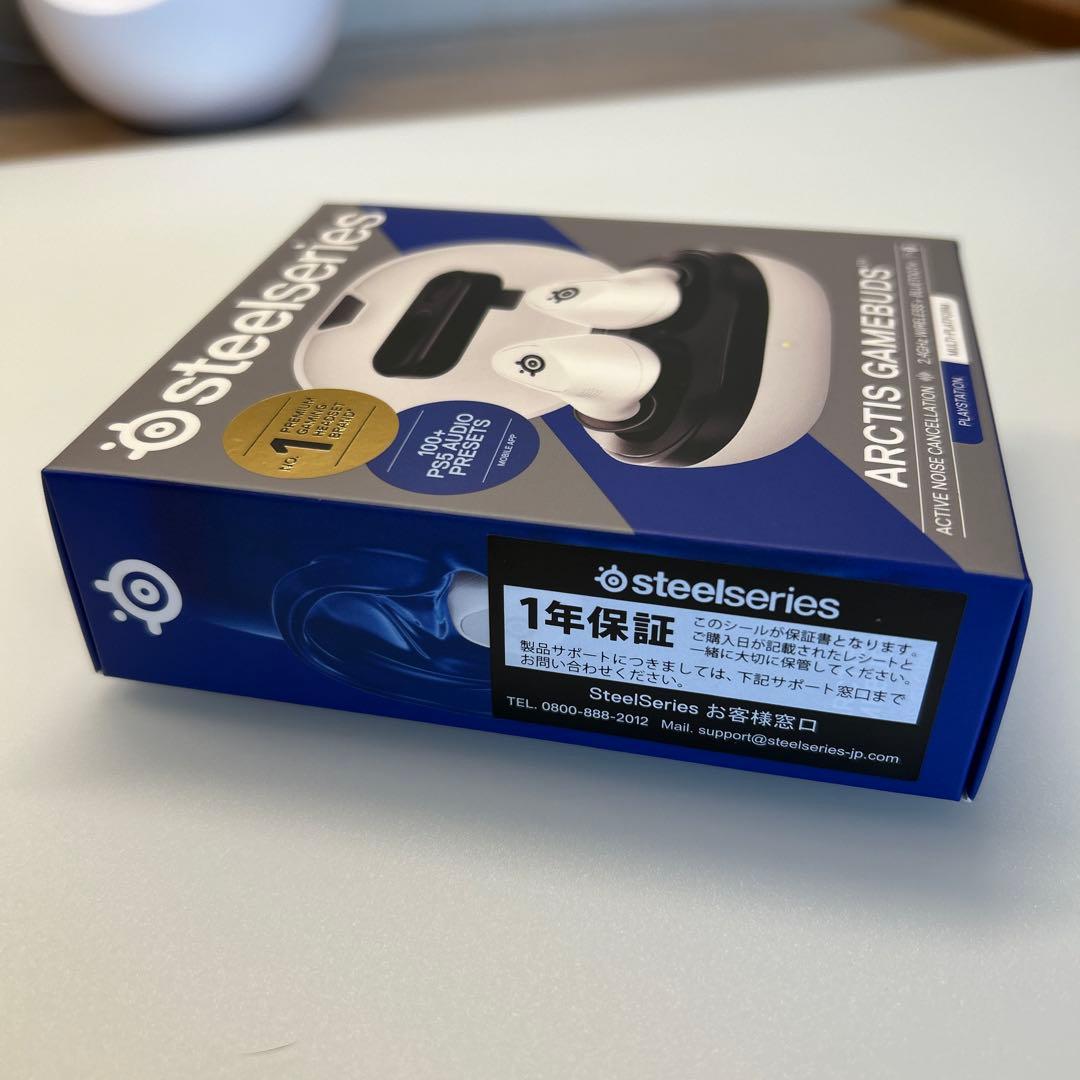 steelseries
NO. 1 PREMIUM
GAMING
HEADSET
BRAND*
100+
PS5 AUDIO
PRESETS
MOBILE APP
ARCTIS GAMEBUDS
ACTIVE NOISE CANCELLATION 2.4GHz WIRELESS + BLUETOOTH
PLAYSTATION MULTI-PLATFORM
steelseries
1年保証
このシールが保証書となります。
ご購入日が記載されたレシートと
一緒に大切に保管してください。
製品サポートにつきましては、下記サポート窓口まで
お問い合わせください。
SteelSeries お客様窓口
TEL. 0800-888-2012 Mail. support@steelseries-jp.com